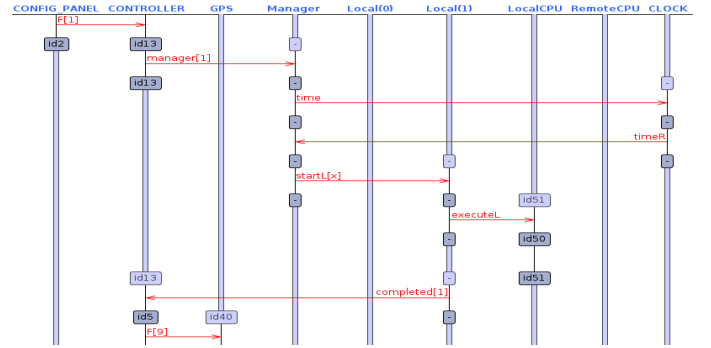 CONFIG_PANEL CONTROLLER GPS Manager Local(0) Local(1) LocalCPU RemoteCPU CLOCK
F[1]
id2 id13 -
manager[1]
id13 - -
time
- -
timeR
- - -
startL[x]
- - id51
executeL
- id50
id13 - id51
completed[1]
id5 id40 -
F[9]